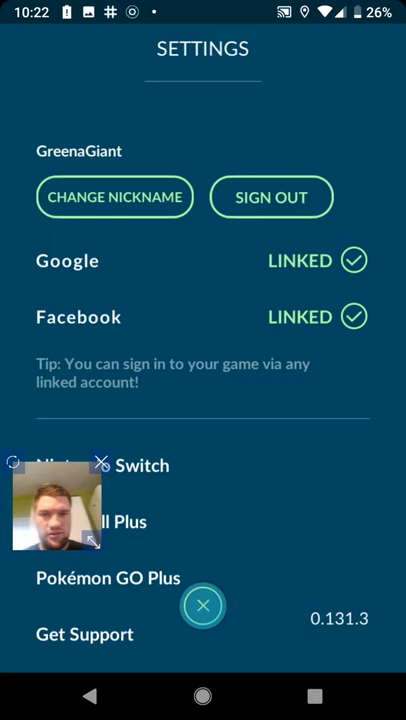 10:22
26%
SETTINGS
GreenaGiant
CHANGE NICKNAME
SIGN OUT
Google
LINKED
Facebook
LINKED
Tip: You can sign in to your game via any
linked account!
Switch
Plus
Pokémon GO Plus
0.131.3
Get Support